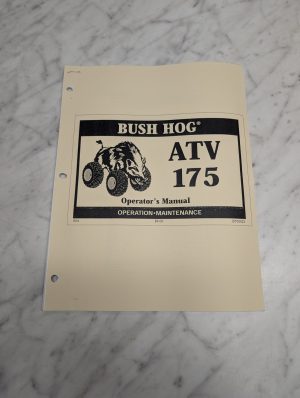 BUSH HOG®
ATV
175
Operator's Manual
OPERATION-MAINTENANCE